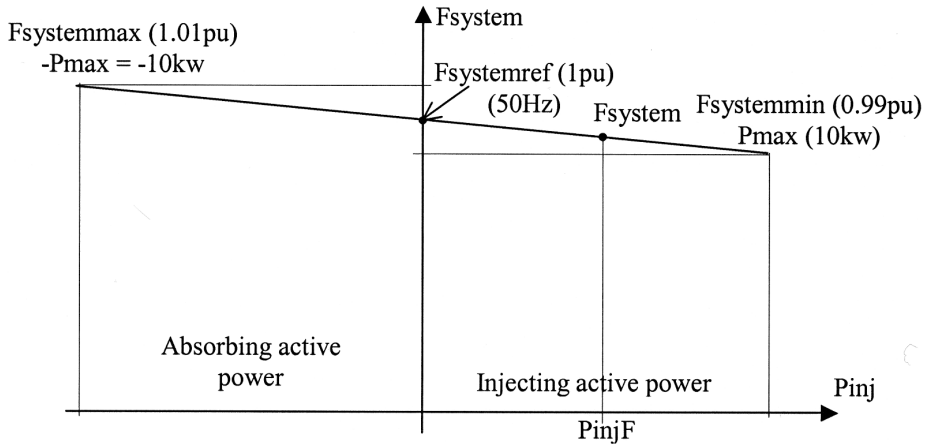 Fsystem
Fsystemmax (1.01pu)
-Pmax = -10kw
Fsystemref (1pu)
(50Hz)
Fsystem
Fsystemmin (0.99pu)
Pmax (10kw)
Absorbing active
power
Injecting active power
Pinj
PinjF